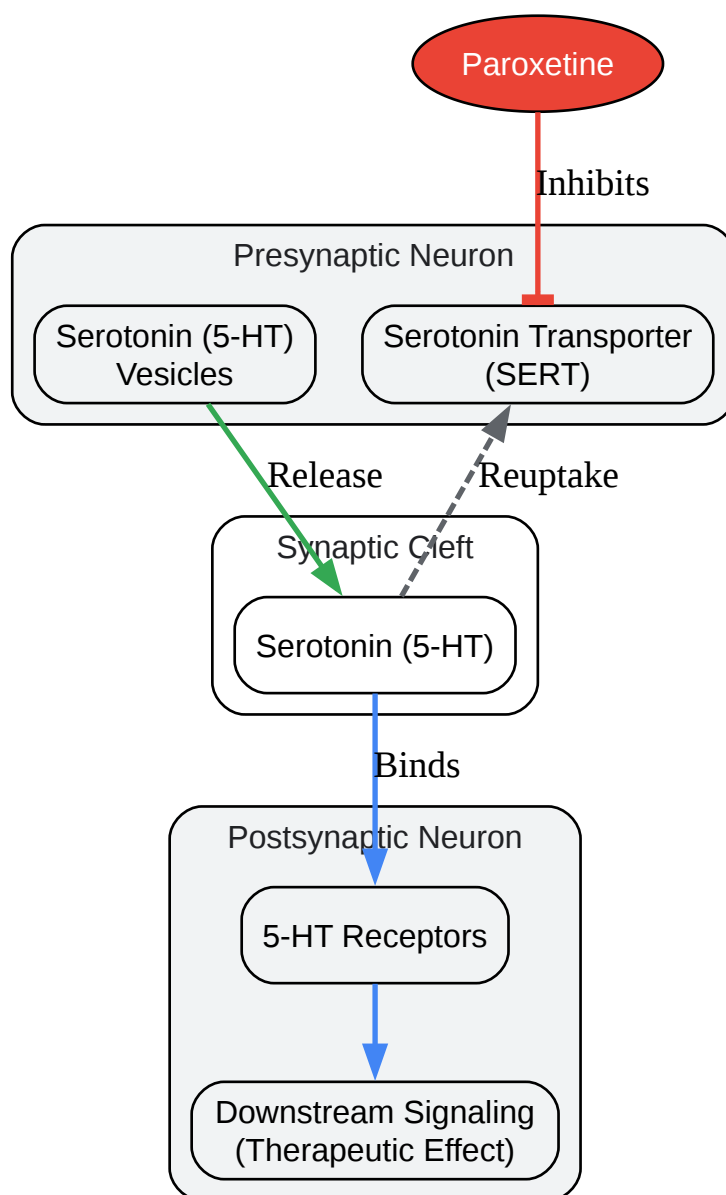 Paroxetine
Inhibits
Presynaptic Neuron
Serotonin (5-HT)
Vesicles
Serotonin Transporter
(SERT)
Release
Reuptake
Synaptic Cleft
Serotonin (5-HT)
Binds
Postsynaptic Neuron
5-HT Receptors
Downstream Signaling
(Therapeutic Effect)